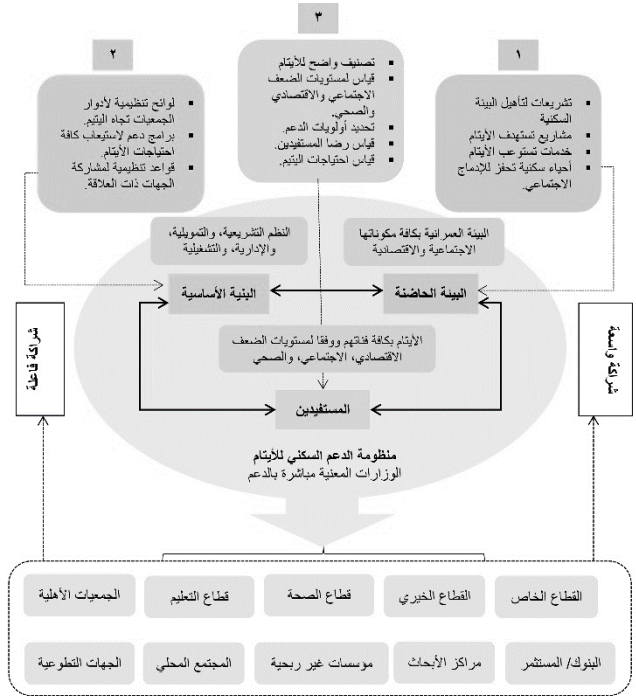 ١
تشريعات لتأهيل البيئة
السكنية
مشاريع تستهدف الأيتام
خدمات تستوعب الأيتام
أحياء سكنية تحفز للإدماج
الاجتماعي.
٣
تصنيف واضح للأيتام
قياس لمستويات الضعف
الاجتماعي والاقتصادي
والصحي.
تحديد أولويات الدعم.
قياس رضا المستفيدين.
قياس احتياجات اليتيم.
٢
لوائح تنظيمية لأدوار
الجمعيات تجاه اليتيم.
برامج دعم لاستيعاب كافة
احتياجات الأيتام.
قواعد تنظيمية لمشاركة
الجهات ذات العلاقة.
البيئة العمرانية بكافة مكوناتها
الاجتماعية والاقتصادية
النظم التشريعية، والتمويلية،
والإدارية، والتشغيلية
البيئة الحاضنة
البنية الأساسية
شراكة واسعة
شراكة فاعلة
الأيتام بكافة فئاتهم ووفقا لمستويات الضعف
الاقتصادي، الاجتماعي، والصحي
المستفيدين
منظومة الدعم السكني للأيتام
الوزارات المعنية مباشرة بالدعم
القطاع الخاص
القطاع الخيري
قطاع الصحة
قطاع التعليم
الجمعيات الأهلية
البنوك/ المستثمر
مراكز الأبحاث
مؤسسات غير ربحية
المجتمع المحلي
الجهات التطوعية